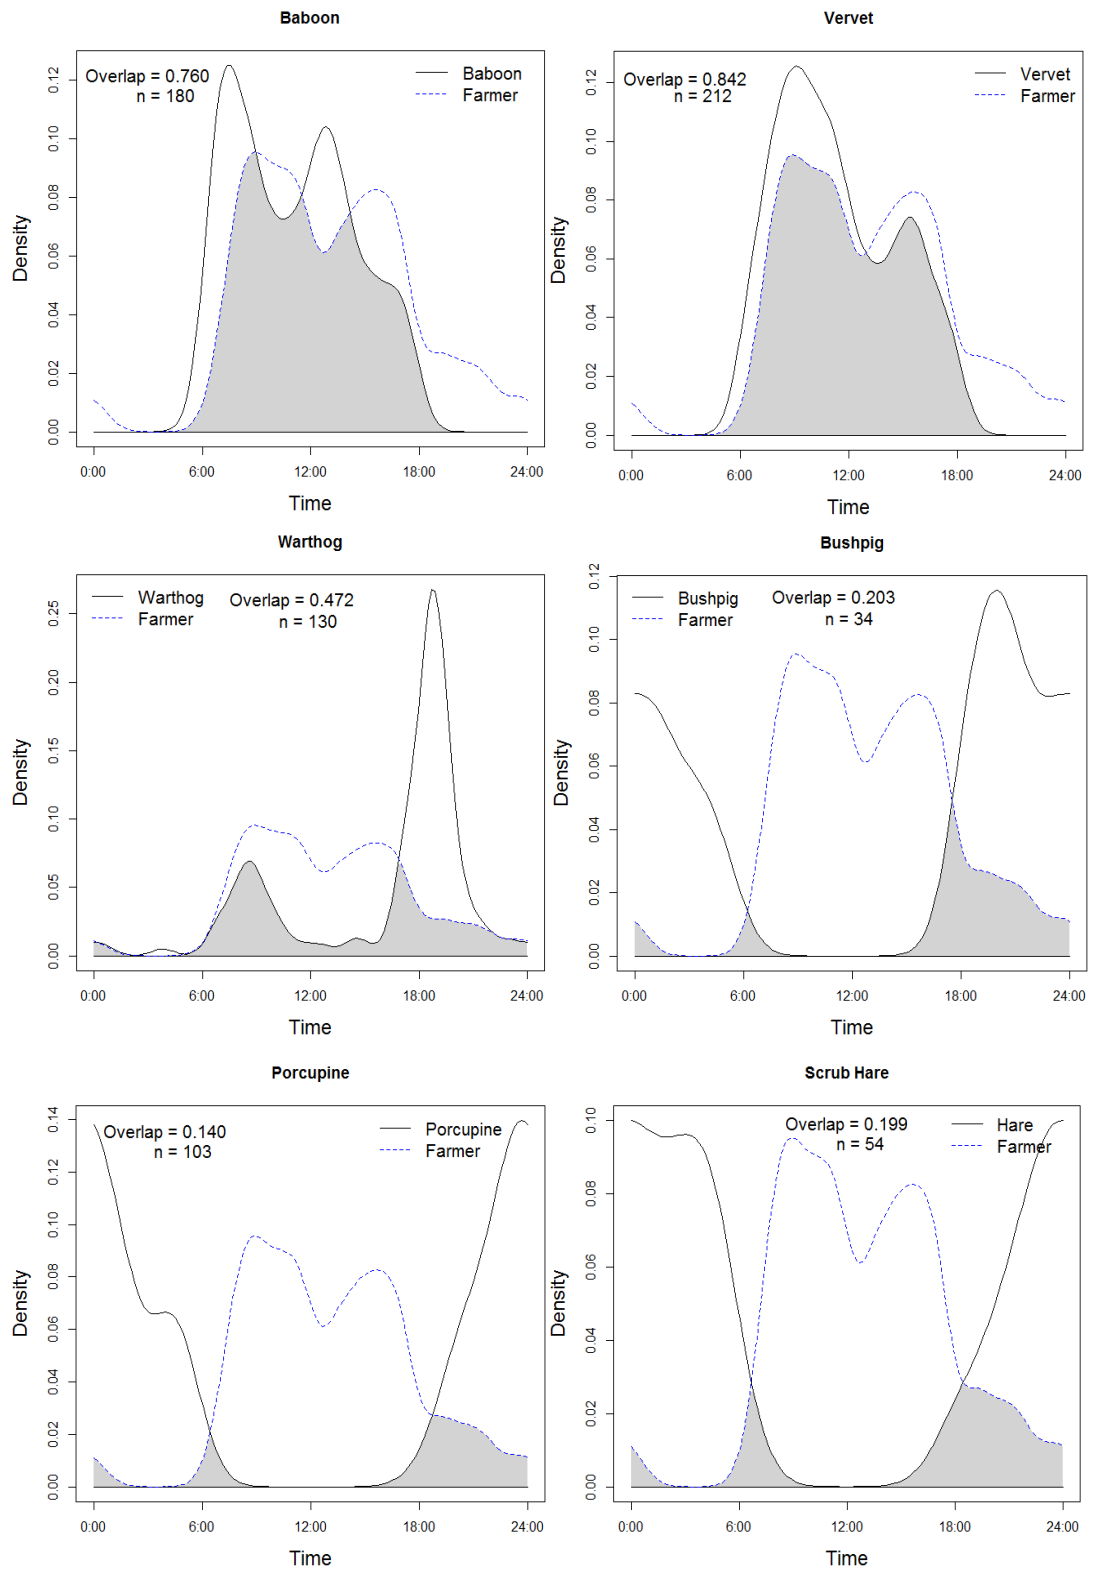 Baboon
Overlap = 0.760
n = 180
Baboon
Farmer
Density
0.00
0.02
0.04
0.06
0.08
0.10
0.12
0:00
6:00
12:00
18:00
24:00
Time
Vervet
Overlap = 0.842
n = 212
Vervet
Farmer
Density
0.00
0.02
0.04
0.06
0.08
0.10
0.12
0:00
6:00
12:00
18:00
24:00
Time
Warthog
Warthog
Farmer
Overlap = 0.472
n = 130
Density
0.00
0.05
0.10
0.15
0.20
0.25
0:00
6:00
12:00
18:00
24:00
Time
Bushpig
Bushpig
Farmer
Overlap = 0.203
n = 34
Density
0.00
0.02
0.04
0.06
0.08
0.10
0.12
0:00
6:00
12:00
18:00
24:00
Time
Porcupine
Overlap = 0.140
n = 103
Porcupine
Farmer
Density
0.00
0.02
0.04
0.06
0.08
0.10
0.12
0.14
0:00
6:00
12:00
18:00
24:00
Time
Scrub Hare
Overlap = 0.199
n = 54
Hare
Farmer
Density
0.00
0.02
0.04
0.06
0.08
0.10
0:00
6:00
12:00
18:00
24:00
Time